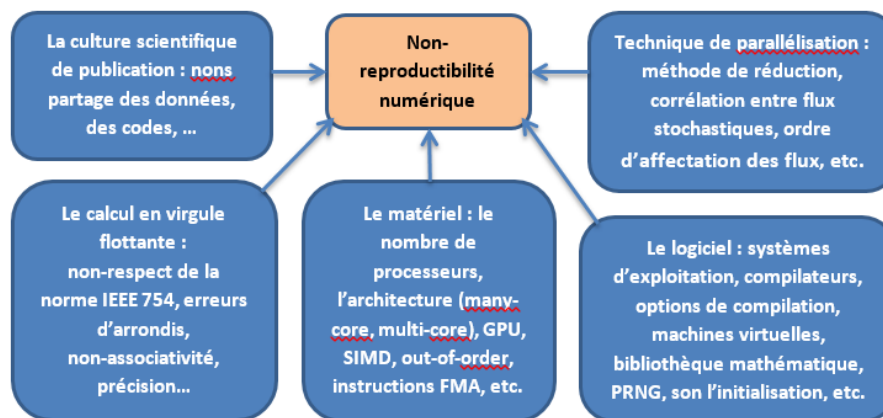 La culture scientifique
de publication : nons
partage des données,
des codes, ...
Non-
reproductibilité
numérique
Technique de parallélisation :
méthode de réduction,
corrélation entre flux
stochastiques, ordre
d'affectation des flux, etc.
Le calcul en virgule
flottante :
non-respect de la
norme IEEE 754, erreurs
d'arrondis,
non-associativité,
précision...
Le matériel : le
nombre de
processeurs,
l'architecture (many-
core, multi-core), GPU,
SIMD, out-of-order,
instructions FMA, etc.
Le logiciel : systèmes
d'exploitation, compilateurs,
options de compilation,
machines virtuelles,
bibliothèque mathématique,
PRNG, son l'initialisation, etc.